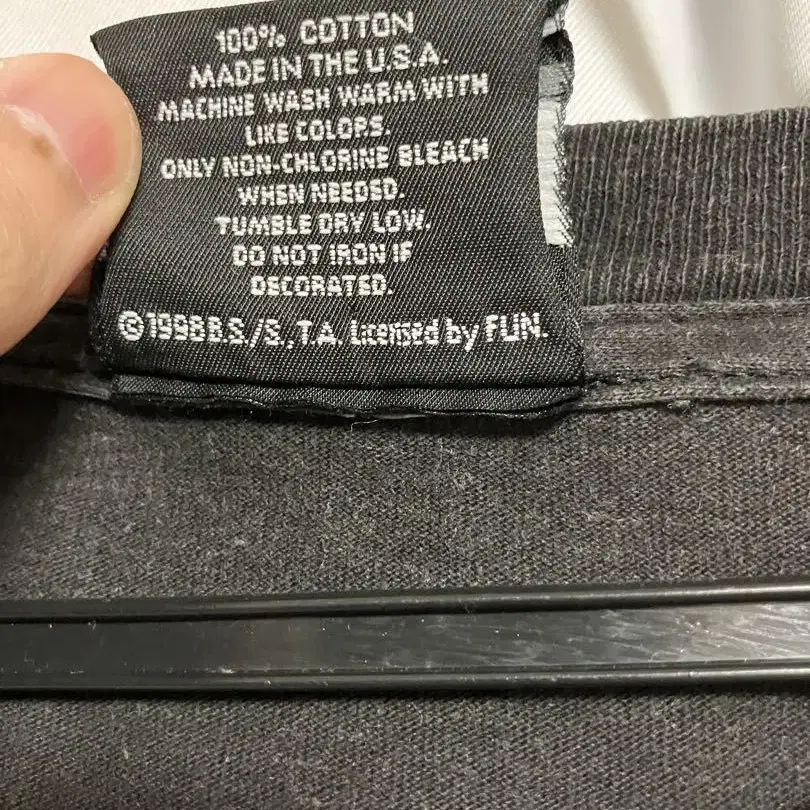 100% COTTON
MADE IN THE U.S.A.
MACHINE WASH WARM WITH
LIKE COLORS.
ONLY NON-CHLORINE BLEACH
WHEN NEEDED.
TUMBLE DRY LOW.
DO NOT IRON IF
DECORATED.
©1998 B.S./S.,T.A. Licensed by FUN.